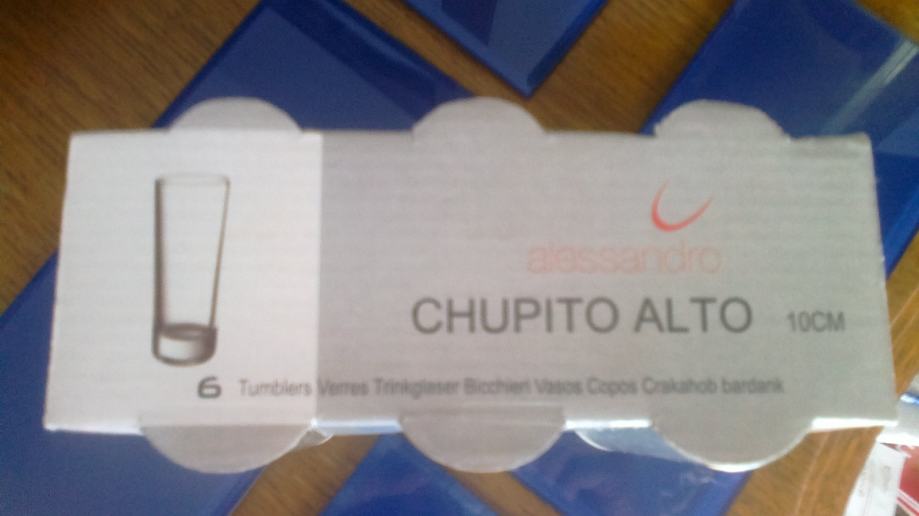 alessandro
CHUPITO ALTO 10CM
6 Tumblers Verres Trinkglaser Bicchieri Vasos Copos Crakahob bardank